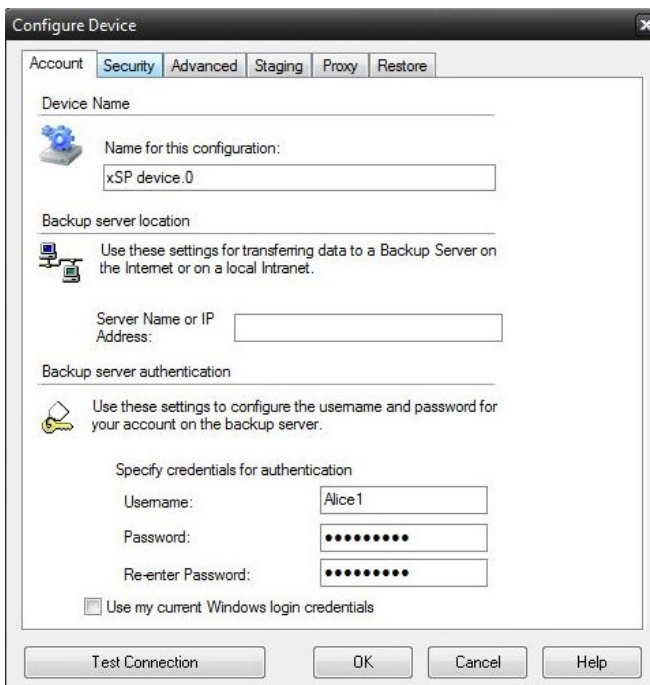 Configure Device
Account Security Advanced Staging Proxy Restore
Device Name
Name for this configuration:
xSP device.0
Backup server location
Use these settings for transferring data to a Backup Server on
the Internet or on a local Intranet.
Server Name or IP
Address:
Backup server authentication
Use these settings to configure the username and password for
your account on the backup server.
Specify credentials for authentication
Username: Alice1
Password: •••••••••
Re-enter Password: •••••••••
Use my current Windows login credentials
Test Connection OK Cancel Help